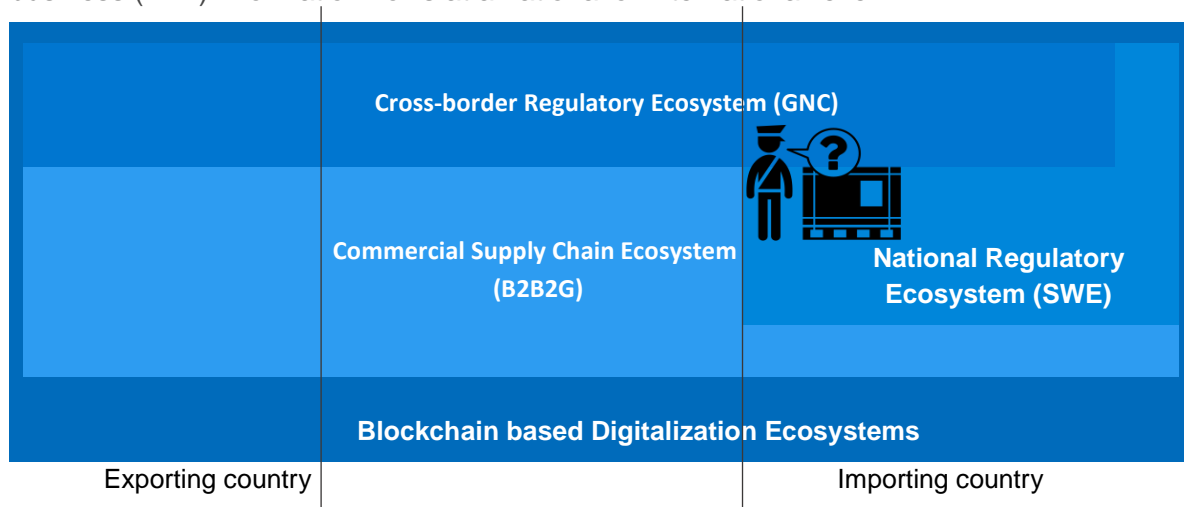 Cross-border Regulatory Ecosystem (GNC)
?
Commercial Supply Chain Ecosystem
(B2B2G)
National Regulatory
Ecosystem (SWE)
Blockchain based Digitalization Ecosystems
Exporting country
Importing country